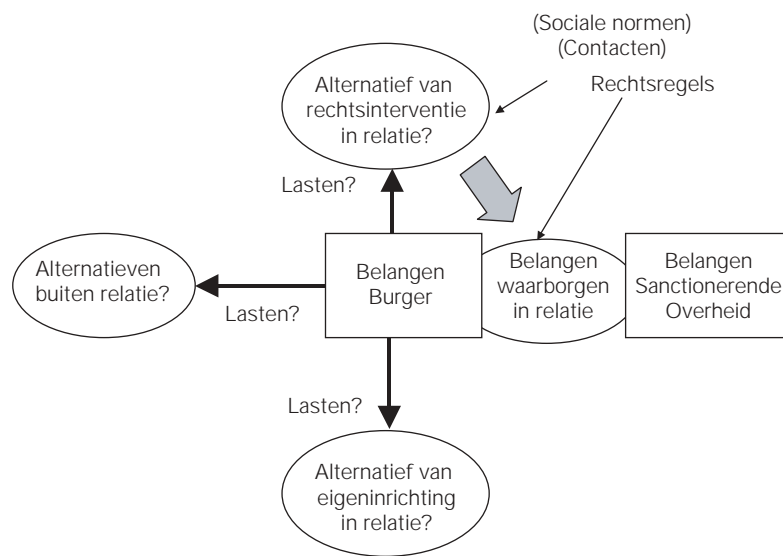 (Sociale normen)
(Contacten)
Rechtsregels
Alternatief van
rechtsinterventie
in relatie?
Lasten?
Alternatieven
buiten relatie?
Lasten?
Belangen
Burger
Belangen
waarborgen
in relatie
Belangen
Sanctionerende
Overheid
Lasten?
Alternatief van
eigeninrichting
in relatie?